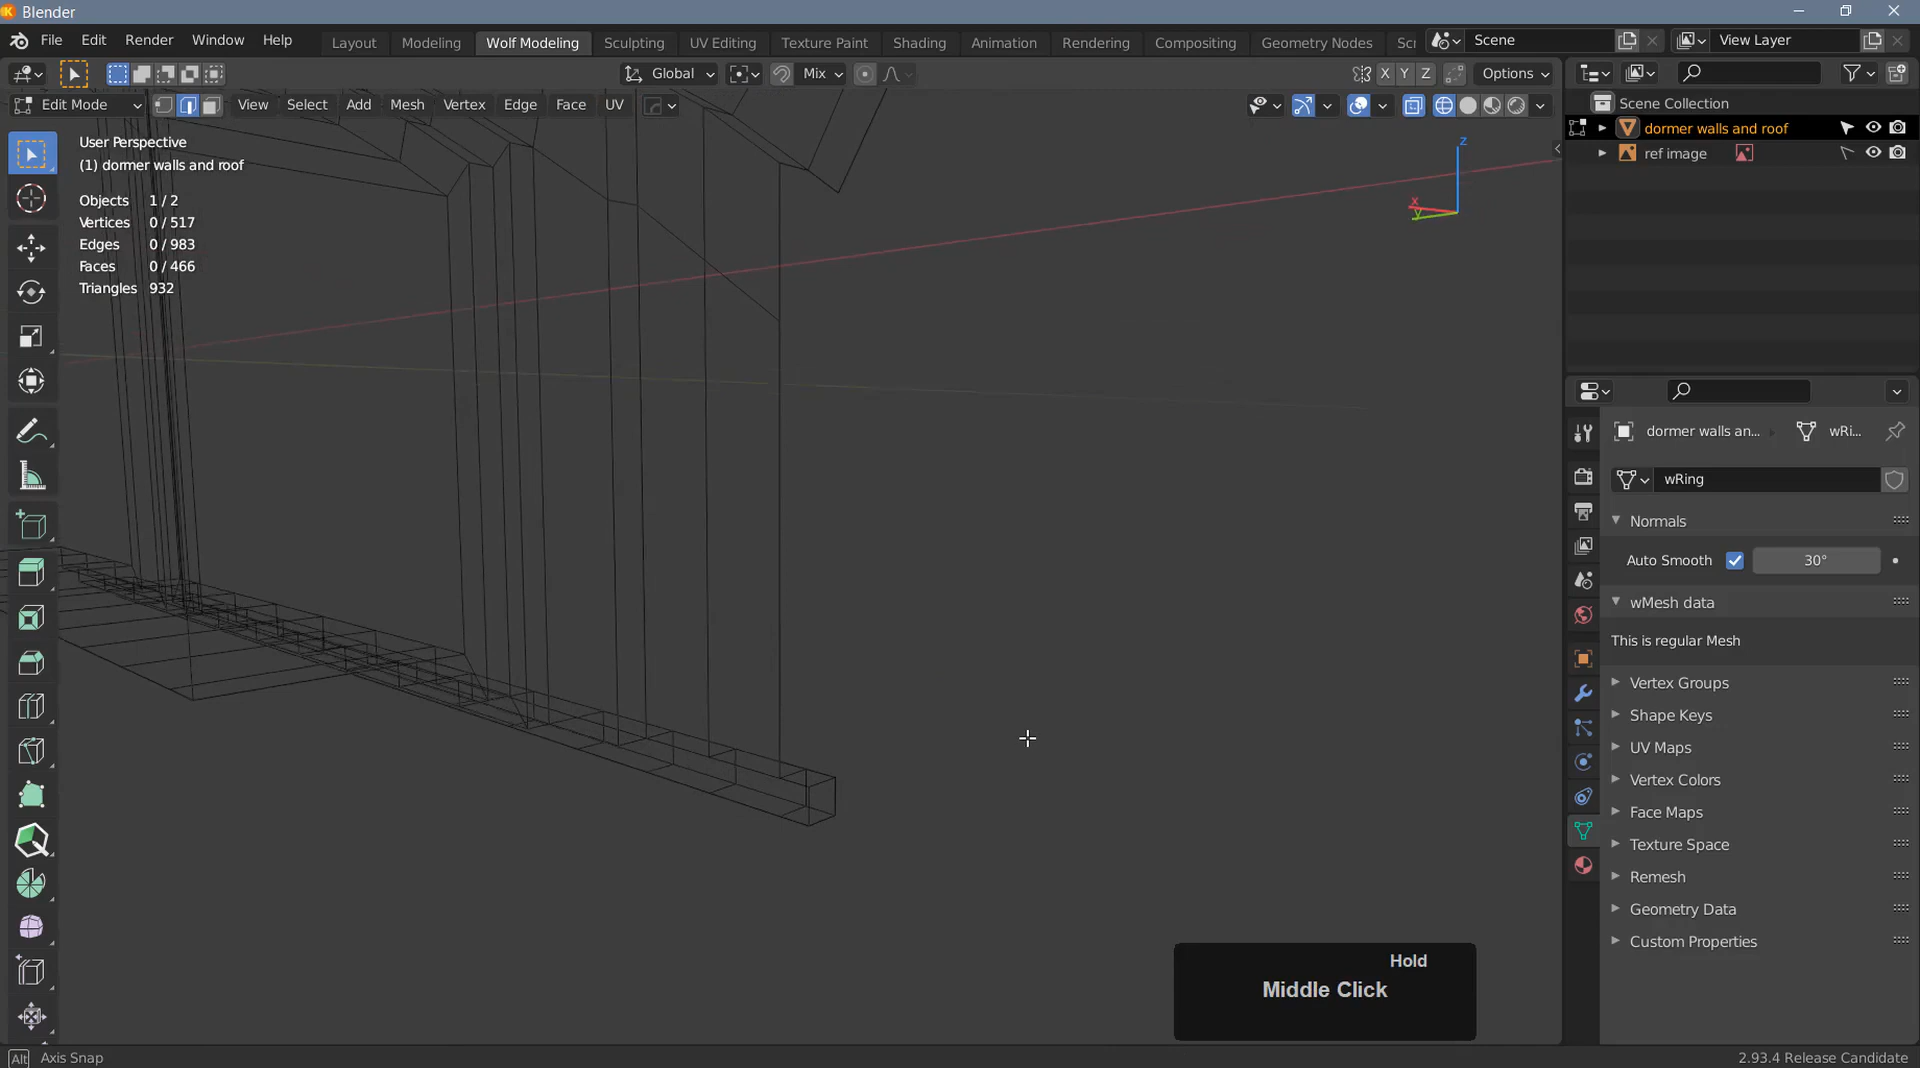 Blender
File Edit Render Window Help Layout Modeling Wolf Modeling Sculpting UV Editing Texture Paint Shading Animation Rendering Compositing Geometry Nodes Sc Scene View Layer
Global Mix X Y Z Options
Edit Mode View Select Add Mesh Vertex Edge Face UV
Scene Collection
dormer walls and roof
ref image
User Perspective
(1) dormer walls and roof
Objects 1 / 2
Vertices 0 / 517
Edges 0 / 983
Faces 0 / 466
Triangles 932
Z
X
Y
dormer walls an... wRi...
wRing
Normals
Auto Smooth 30°
wMesh data
This is regular Mesh
Vertex Groups
Shape Keys
UV Maps
Vertex Colors
Face Maps
Texture Space
Remesh
Geometry Data
Custom Properties
Hold
Middle Click
Alt Axis Snap
2.93.4 Release Candidate